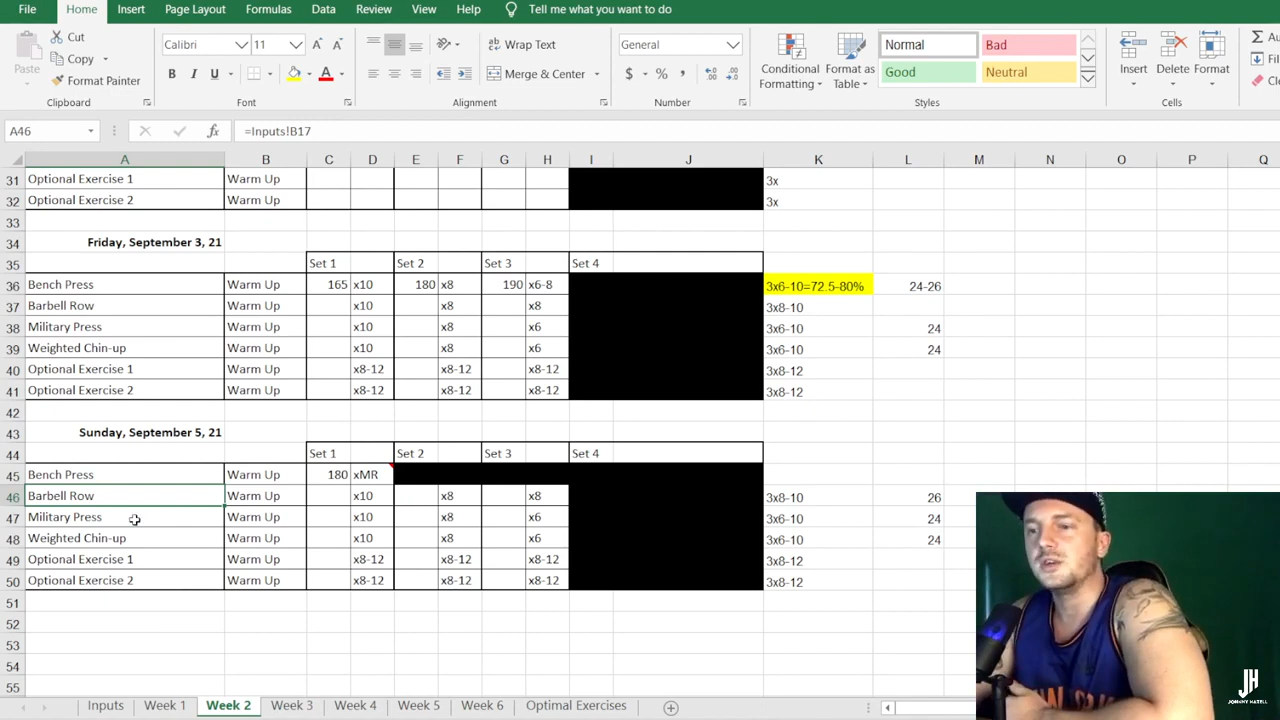 File Home Insert Page Layout Formulas Data Review View Help Tell me what you want to do
Cut
Copy
Format Painter
Paste
Clipboard
Calibri 11
B I U
Font
Wrap Text
Merge & Center
Alignment
General
$ % ,
Number
Conditional Formatting
Format as Table
Normal Bad
Good Neutral
Styles
Insert Delete Format
Cells
A46 fx =Inputs!B17
A B C D E F G H I J K L M N O P Q
31 Optional Exercise 1 Warm Up 3x
32 Optional Exercise 2 Warm Up 3x
33
34 Friday, September 3, 21
35 Set 1 Set 2 Set 3 Set 4
36 Bench Press Warm Up 165 x10 180 x8 190 x6-8 3x6-10=72.5-80% 24-26
37 Barbell Row Warm Up x10 x8 x8 3x8-10
38 Military Press Warm Up x10 x8 x6 3x6-10 24
39 Weighted Chin-up Warm Up x10 x8 x6 3x6-10 24
40 Optional Exercise 1 Warm Up x8-12 x8-12 x8-12 3x8-12
41 Optional Exercise 2 Warm Up x8-12 x8-12 x8-12 3x8-12
42
43 Sunday, September 5, 21
44 Set 1 Set 2 Set 3 Set 4
45 Bench Press Warm Up 180 xMR
46 Barbell Row Warm Up x10 x8 x8 3x8-10 26
47 Military Press Warm Up x10 x8 x6 3x6-10 24
48 Weighted Chin-up Warm Up x10 x8 x6 3x6-10 24
49 Optional Exercise 1 Warm Up x8-12 x8-12 x8-12 3x8-12
50 Optional Exercise 2 Warm Up x8-12 x8-12 x8-12 3x8-12
51
52
53
54
55
Inputs Week 1 Week 2 Week 3 Week 4 Week 5 Week 6 Optimal Exercises
JH
JOHNNY HAZELL